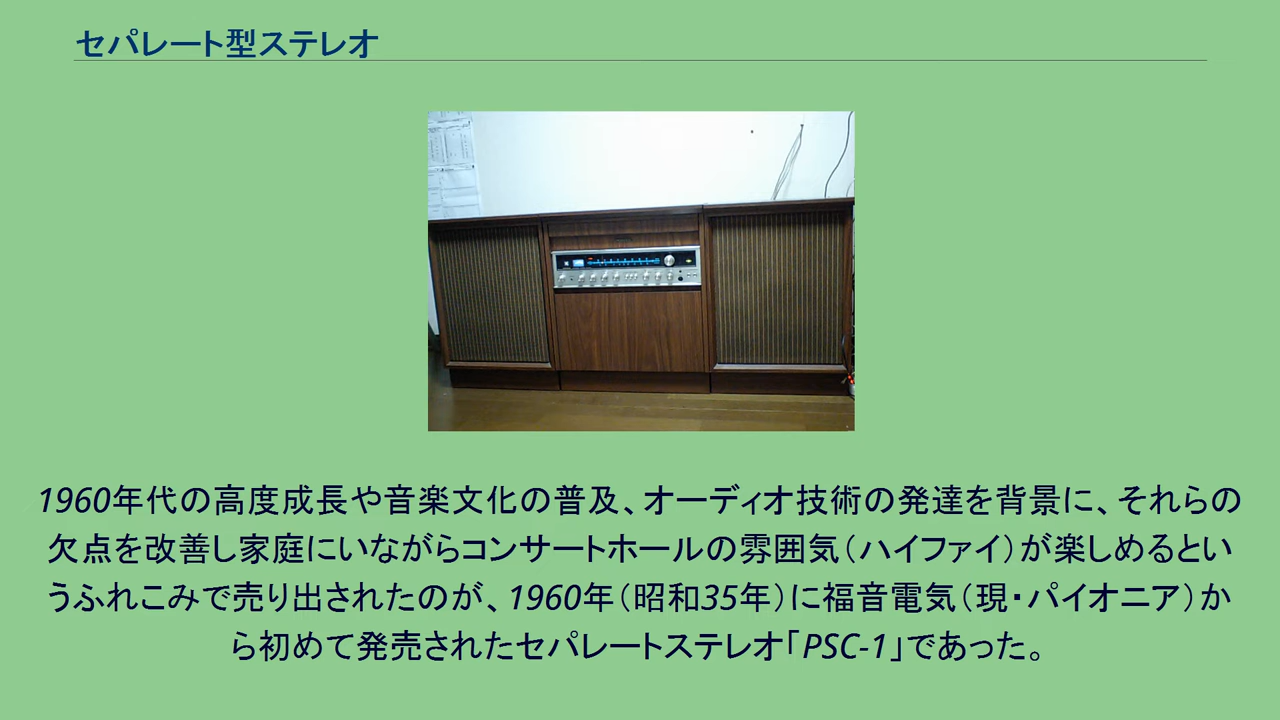 セパレート型ステレオ
1960年代の高度成長や音楽文化の普及、オーディオ技術の発達を背景に、それらの
欠点を改善し家庭にいながらコンサートホールの雰囲気（ハイファイ）が楽しめるとい
うふれこみで売り出されたのが、1960年（昭和35年）に福音電気（現・パイオニア）か
ら初めて発売されたセパレートステレオ「PSC-1」であった。